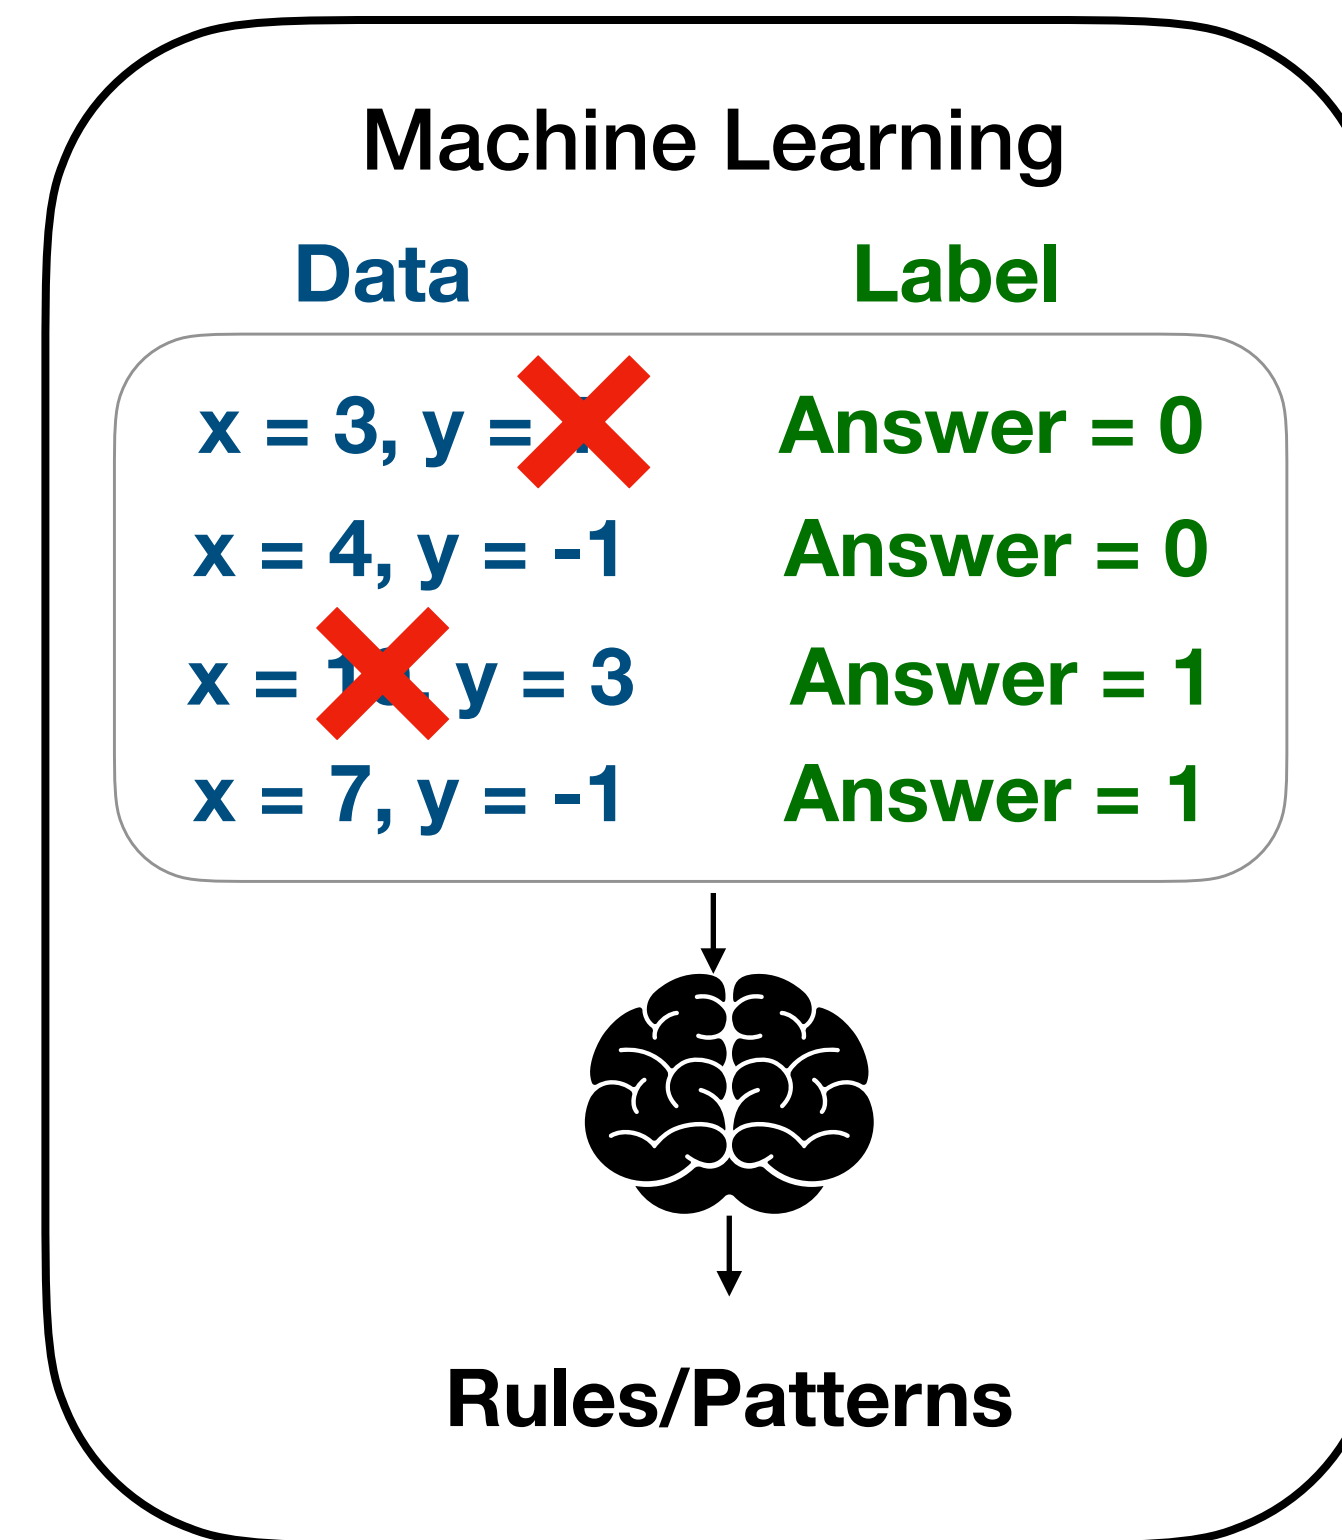 Machine Learning
Data Label
x = 3, y = Answer = 0
x = 4, y = -1 Answer = 0
x = , y = 3 Answer = 1
x = 7, y = -1 Answer = 1
Rules/Patterns